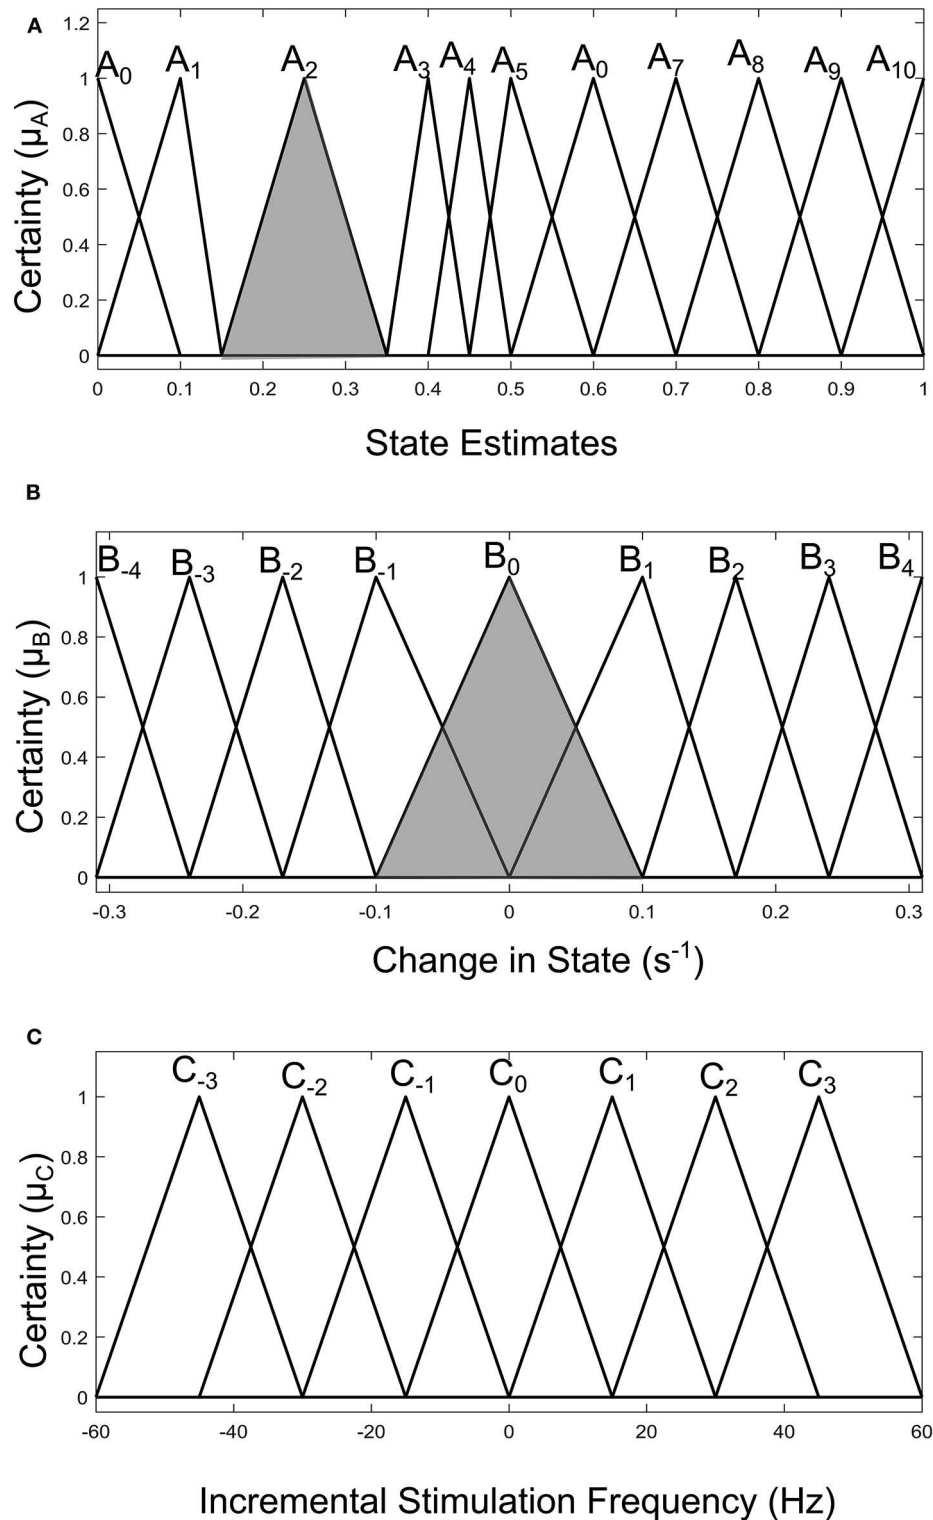 A
1.2
A0 A1 A2 A3 A4 A5 A0 A7 A8 A9 A10
1
0.8
0.6
0.4
0.2
0
Certainty (μA)
0 0.1 0.2 0.3 0.4 0.5 0.6 0.7 0.8 0.9 1
State Estimates
B
B-4 B-3 B-2 B-1 B0 B1 B2 B3 B4
1
0.8
0.6
0.4
0.2
0
Certainty (μB)
-0.3 -0.2 -0.1 0 0.1 0.2 0.3
Change in State (s-1)
C
C-3 C-2 C-1 C0 C1 C2 C3
1
0.8
0.6
0.4
0.2
0
Certainty (μC)
-60 -40 -20 0 20 40 60
Incremental Stimulation Frequency (Hz)